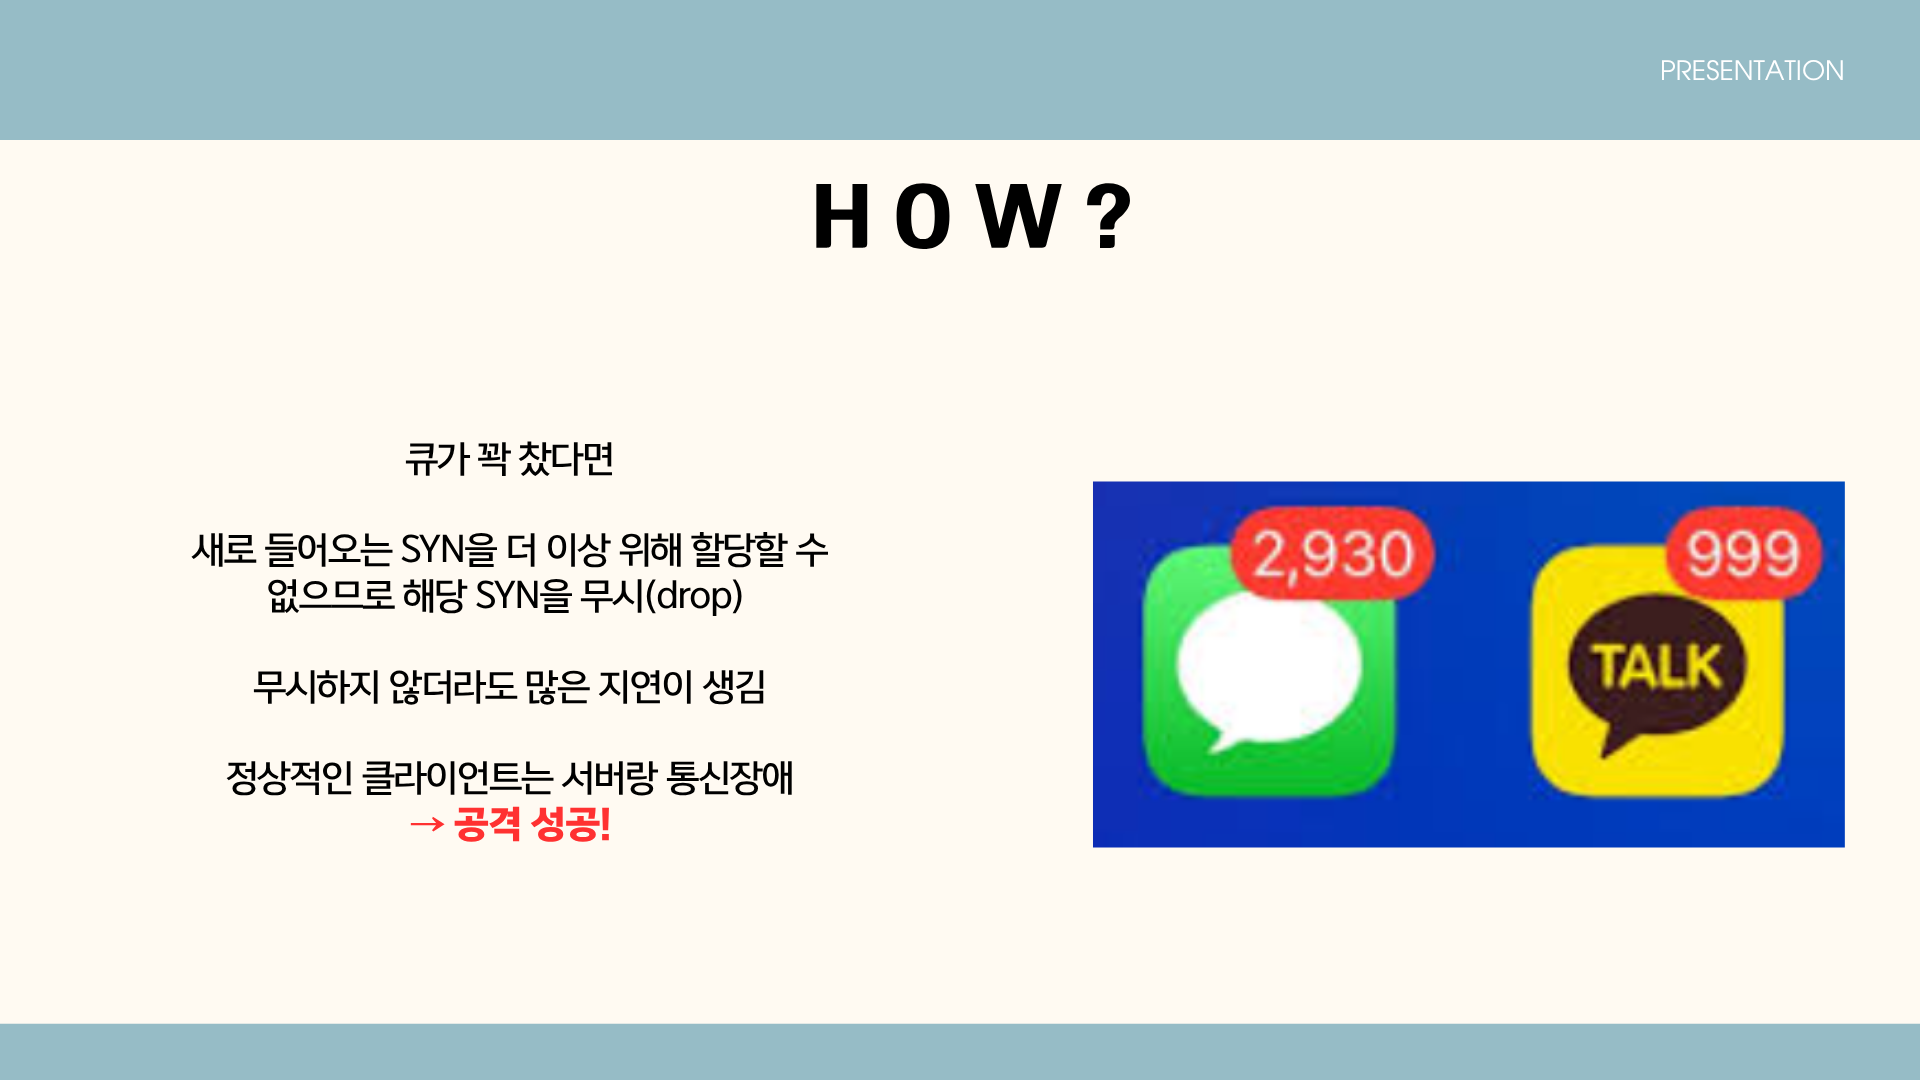 PRESENTATION
HOW?
큐가 꽉 찼다면
새로 들어오는 SYN을 더 이상 위해 할당할 수
없으므로 해당 SYN을 무시(drop)
무시하지 않더라도 많은 지연이 생김
정상적인 클라이언트는 서버랑 통신장애
→ 공격 성공!
2,930
999
TALK